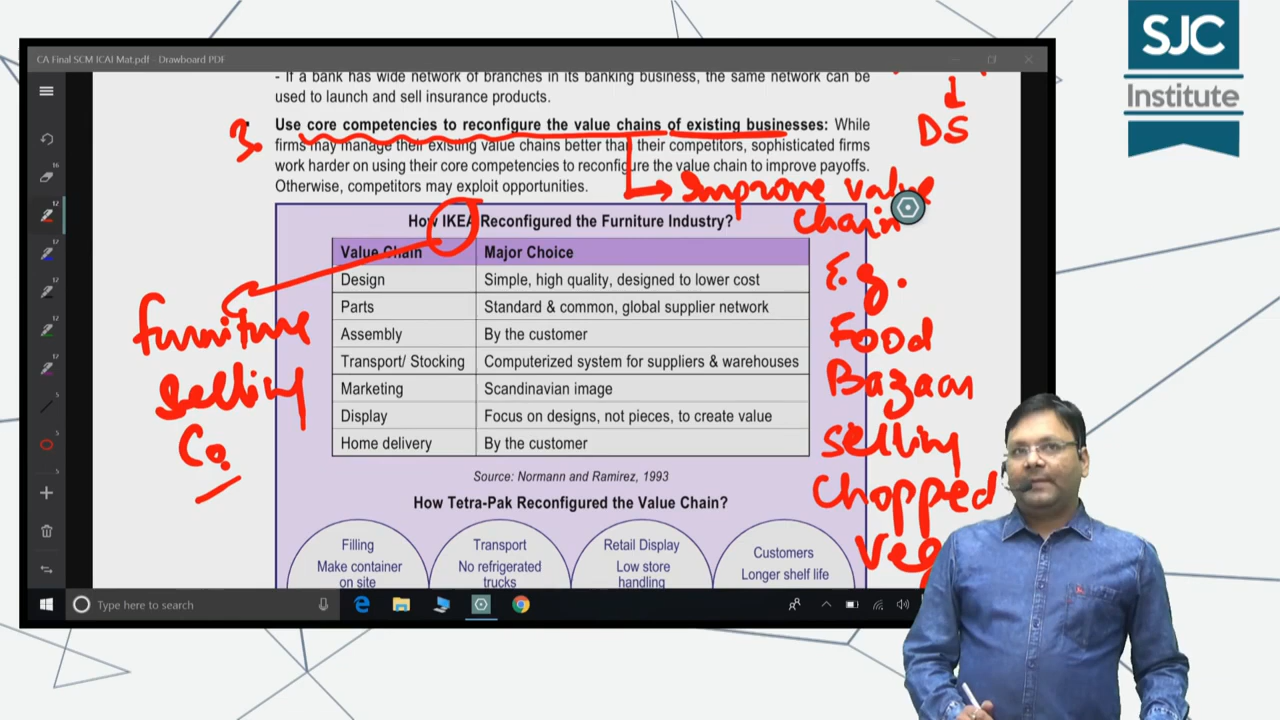 SJC
Institute
CA Final SCM ICAI Mat.pdf - Drawboard PDF
- If a bank has wide network of branches in its banking business, the same network can be
used to launch and sell insurance products.
DS
3.
Use core competencies to reconfigure the value chains of existing businesses: While
firms may manage their existing value chains better than their competitors, sophisticated firms
work harder on using their core competencies to reconfigure the value chain to improve payoffs.
Otherwise, competitors may exploit opportunities.
Improve value
chain
E.g.
Food
Bazaar
Selling
Chopped
Veg
How IKEA Reconfigured the Furniture Industry?
Value Chain Major Choice
Design Simple, high quality, designed to lower cost
Parts Standard & common, global supplier network
Assembly By the customer
Transport/ Stocking Computerized system for suppliers & warehouses
Marketing Scandinavian image
Display Focus on designs, not pieces, to create value
Home delivery By the customer
furniture
Selling
Co.
Source: Normann and Ramirez, 1993
How Tetra-Pak Reconfigured the Value Chain?
Filling
Make container
on site
Transport
No refrigerated
trucks
Retail Display
Low store
handling
Customers
Longer shelf life
Type here to search